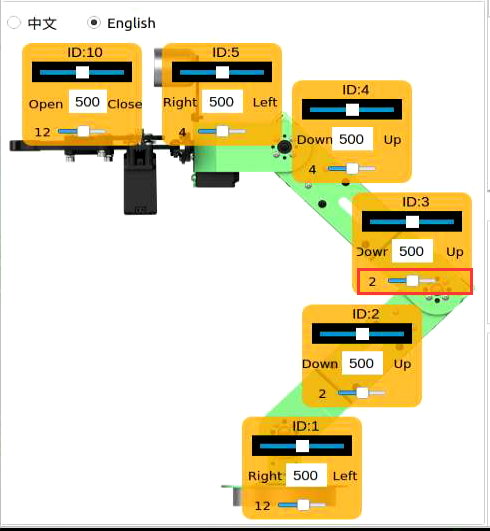 中文 English
ID:10
Open 500 Close
12
ID:5
Right 500 Left
4
ID:4
Down 500 Up
4
ID:3
Down 500 Up
2
ID:2
Down 500 Up
2
ID:1
Right 500 Left
12